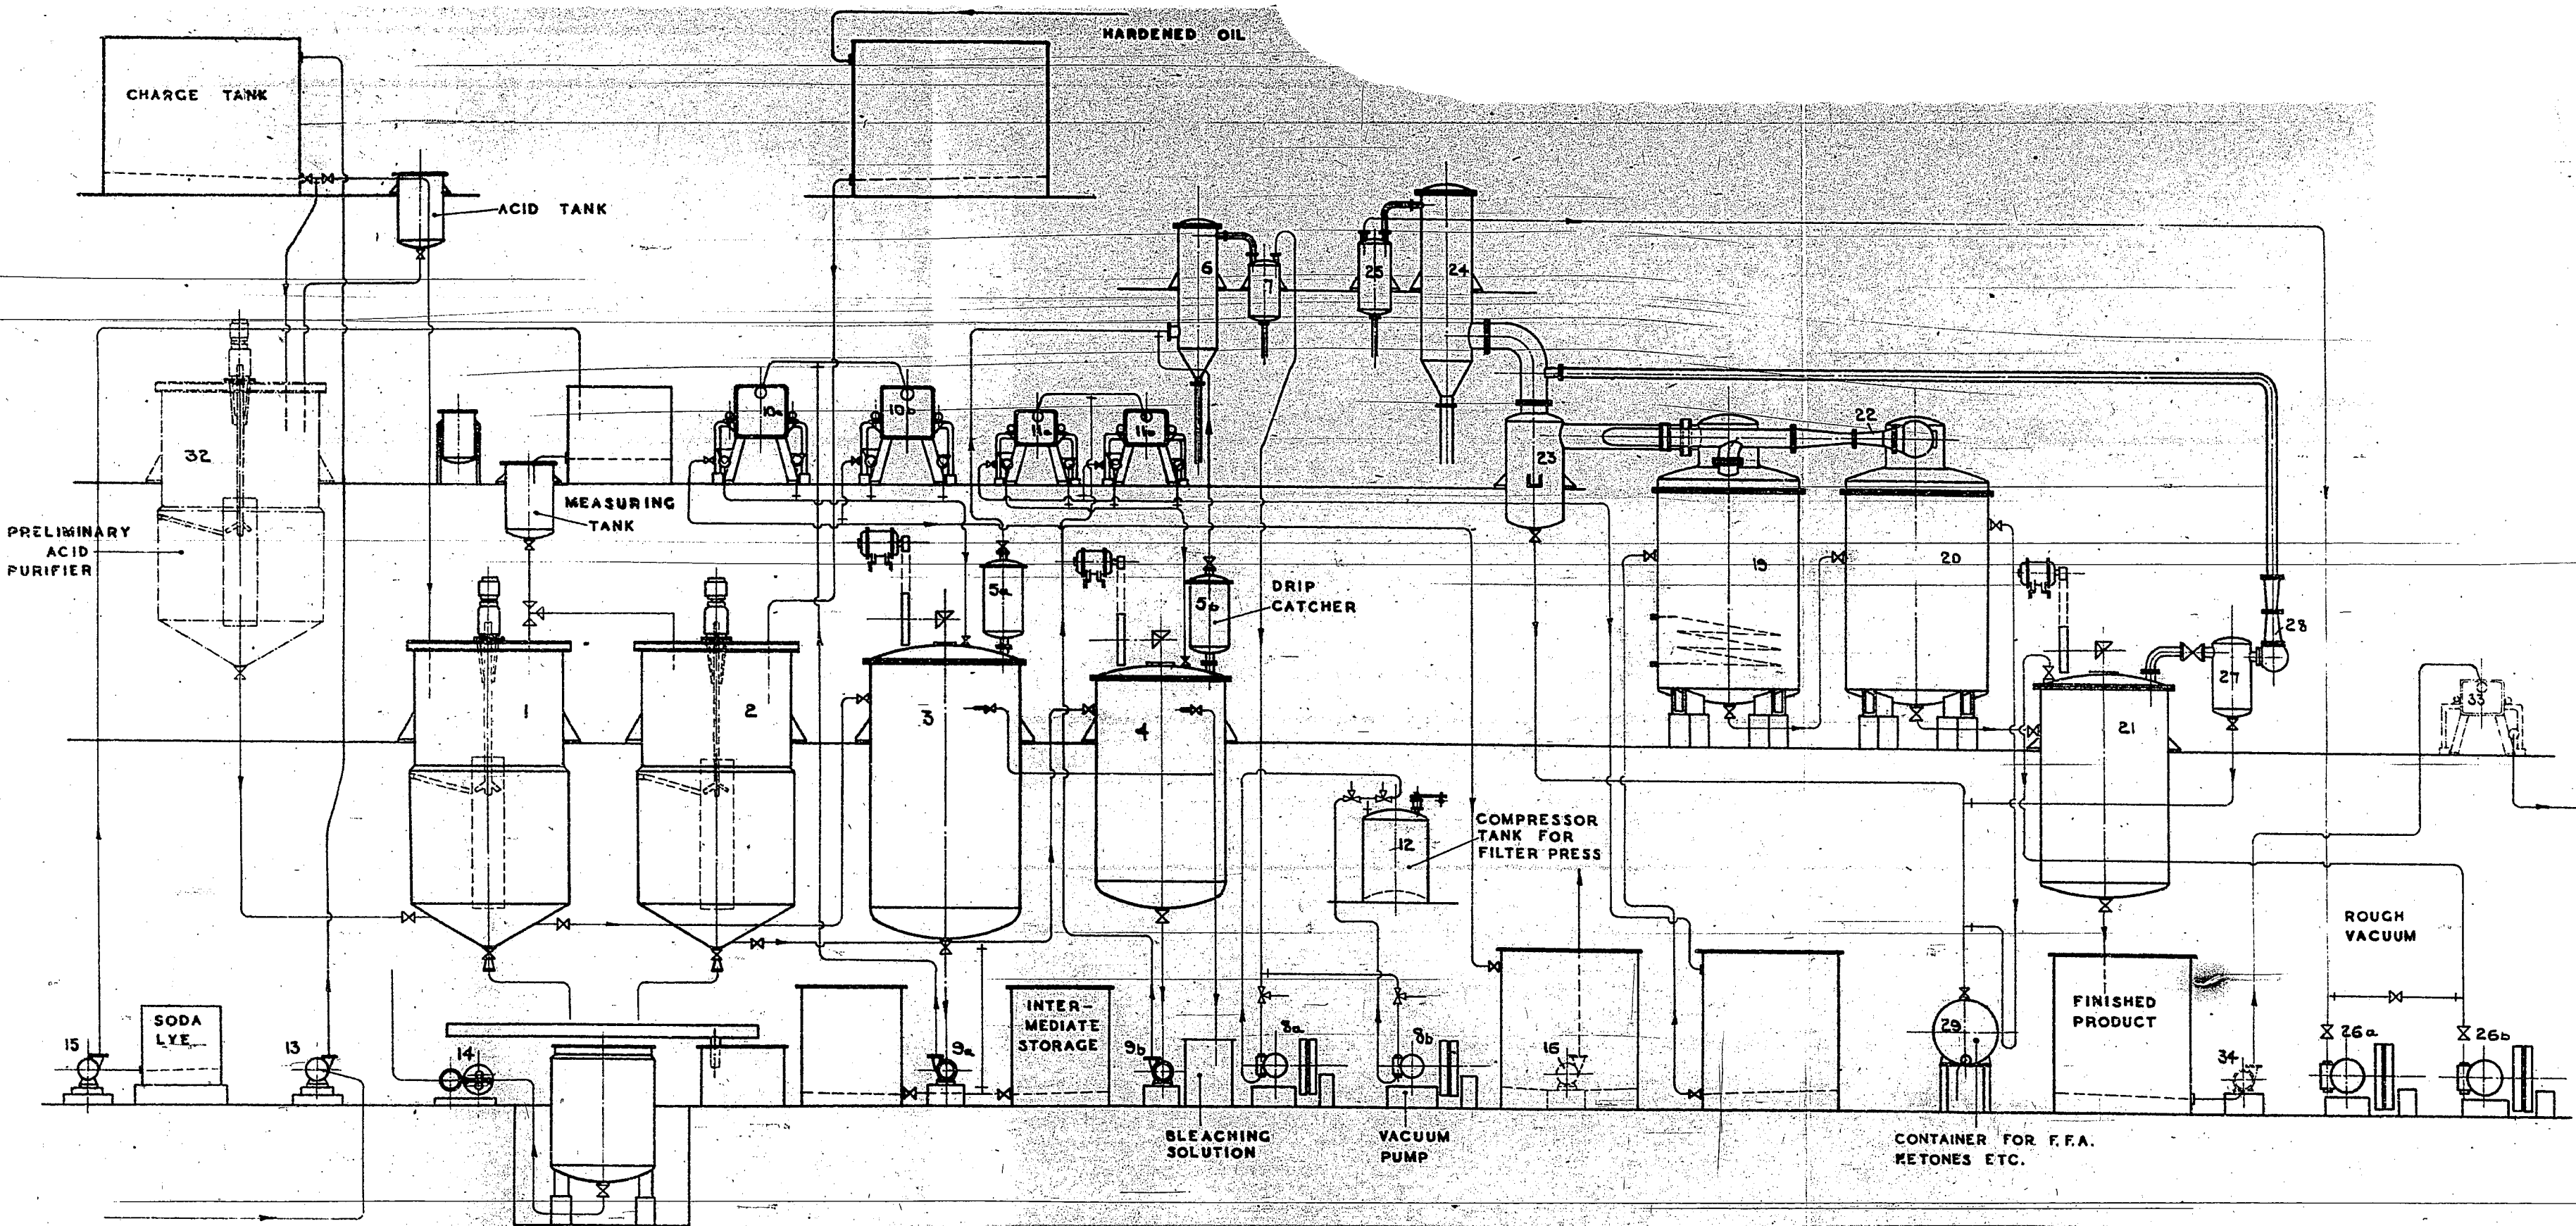 HARDENED OIL
CHARGE TANK
ACID TANK
6
7
25
24
10a
10b
11a
32
22
23
MEASURING
TANK
PRELIMINARY
ACID
PURIFIER
19
20
5a
5b
DRIP
CATCHER
28
27
1
2
3
4
21
33
COMPRESSOR
TANK FOR
FILTER PRESS
12
ROUGH
VACUUM
SODA
LYE
INTER-
MEDIATE
STORAGE
FINISHED
PRODUCT
15
13
14
9a
9b
8a
8b
16
29
34
26a
26b
BLEACHING
SOLUTION
VACUUM
PUMP
CONTAINER FOR F.F.A.
KETONES ETC.